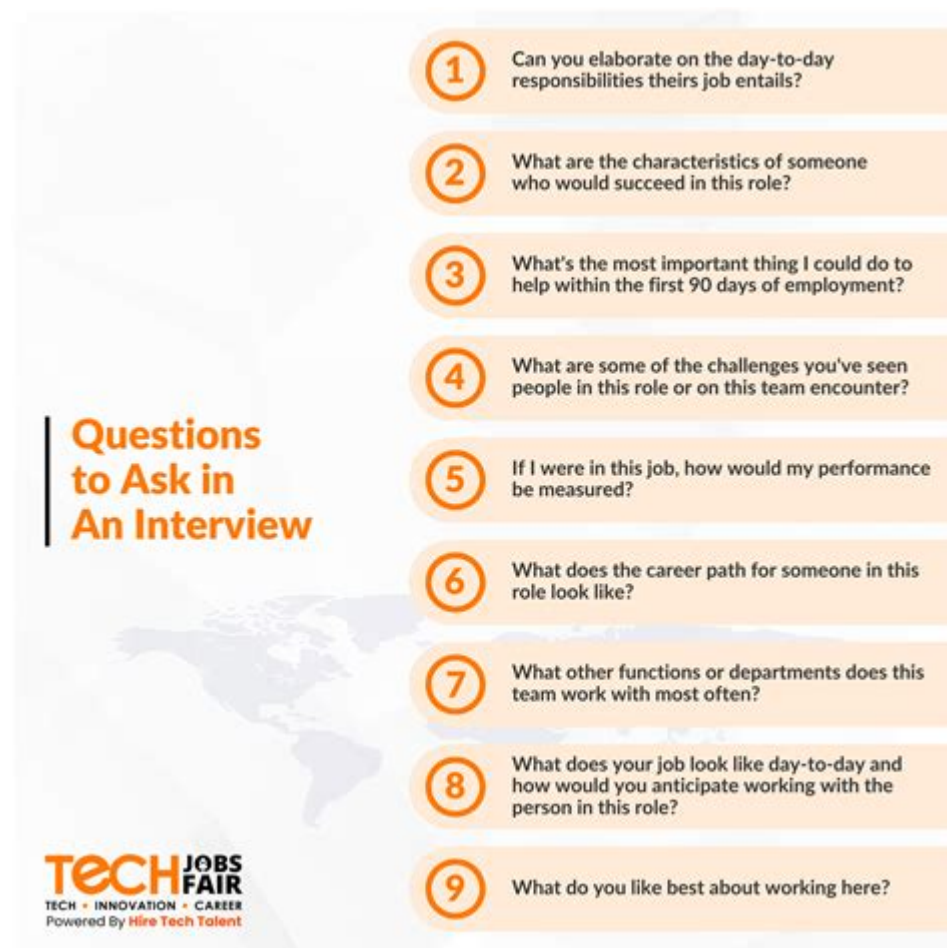 Questions
to Ask in
An Interview
1
Can you elaborate on the day-to-day
responsibilities theirs job entails?
2
What are the characteristics of someone
who would succeed in this role?
3
What's the most important thing I could do to
help within the first 90 days of employment?
4
What are some of the challenges you've seen
people in this role or on this team encounter?
5
If I were in this job, how would my performance
be measured?
6
What does the career path for someone in this
role look like?
7
What other functions or departments does this
team work with most often?
8
What does your job look like day-to-day and
how would you anticipate working with the
person in this role?
9
What do you like best about working here?
TECH JOBS
FAIR
TECH • INNOVATION • CAREER
Powered By Hire Tech Talent